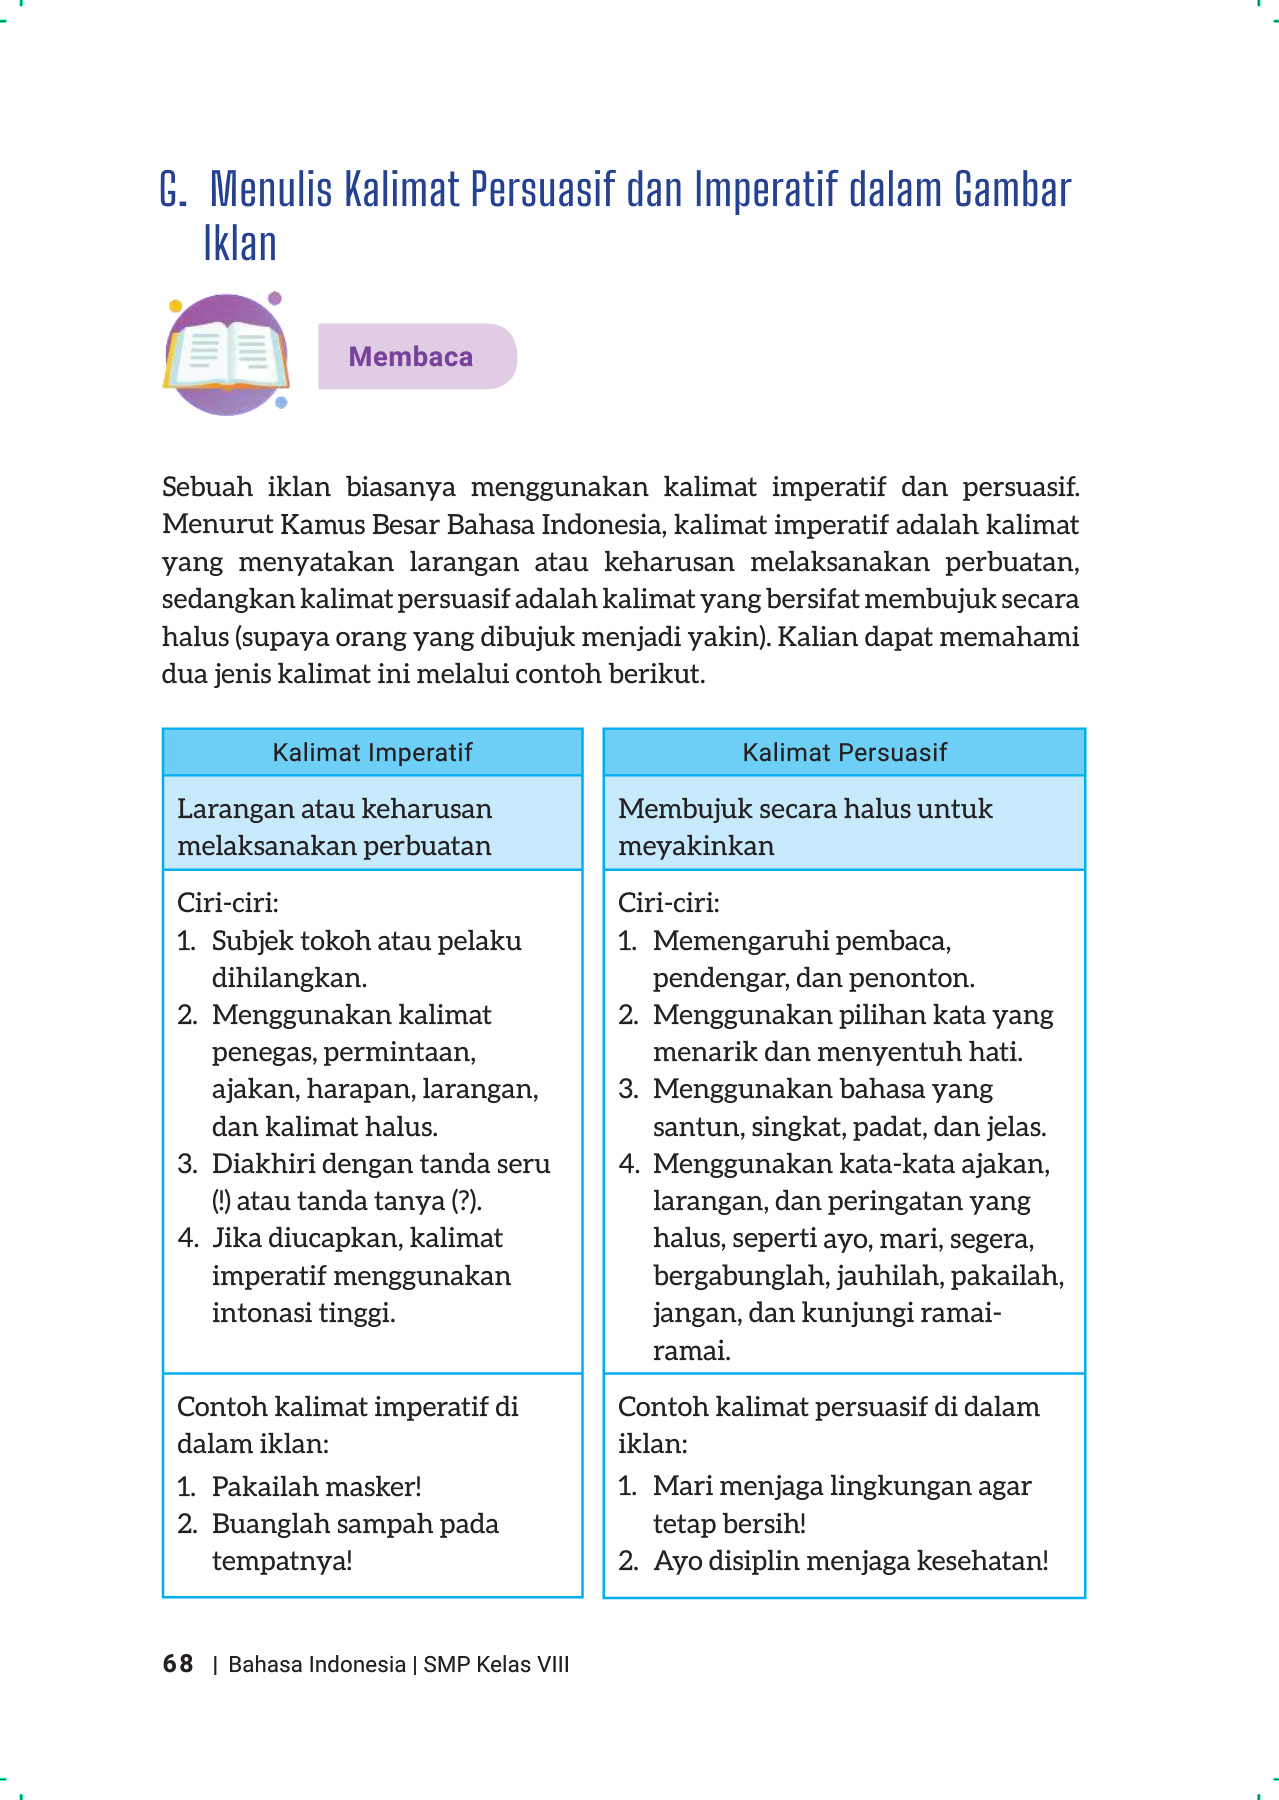 G. Menulis Kalimat Persuasif dan Imperatif dalam Gambar
Iklan
Membaca
Sebuah iklan biasanya menggunakan kalimat imperatif dan persuasif.
Menurut Kamus Besar Bahasa Indonesia, kalimat imperatif adalah kalimat
yang menyatakan larangan atau keharusan melaksanakan perbuatan,
sedangkan kalimat persuasif adalah kalimat yang bersifat membujuk secara
halus (supaya orang yang dibujuk menjadi yakin). Kalian dapat memahami
dua jenis kalimat ini melalui contoh berikut.
Kalimat Imperatif
Larangan atau keharusan
melaksanakan perbuatan
Ciri-ciri:
1. Subjek tokoh atau pelaku
dihilangkan.
2. Menggunakan kalimat
penegas, permintaan,
ajakan, harapan, larangan,
dan kalimat halus.
3. Diakhiri dengan tanda seru
(!) atau tanda tanya (?).
4. Jika diucapkan, kalimat
imperatif menggunakan
intonasi tinggi.
Contoh kalimat imperatif di
dalam iklan:
1. Pakailah masker!
2. Buanglah sampah pada
tempatnya!
Kalimat Persuasif
Membujuk secara halus untuk
meyakinkan
Ciri-ciri:
1. Memengaruhi pembaca,
pendengar, dan penonton.
2. Menggunakan pilihan kata yang
menarik dan menyentuh hati.
3. Menggunakan bahasa yang
santun, singkat, padat, dan jelas.
4. Menggunakan kata-kata ajakan,
larangan, dan peringatan yang
halus, seperti ayo, mari, segera,
bergabunglah, jauhilah, pakailah,
jangan, dan kunjungi ramai-
ramai.
Contoh kalimat persuasif di dalam
iklan:
1. Mari menjaga lingkungan agar
tetap bersih!
2. Ayo disiplin menjaga kesehatan!
68 | Bahasa Indonesia | SMP Kelas VIII